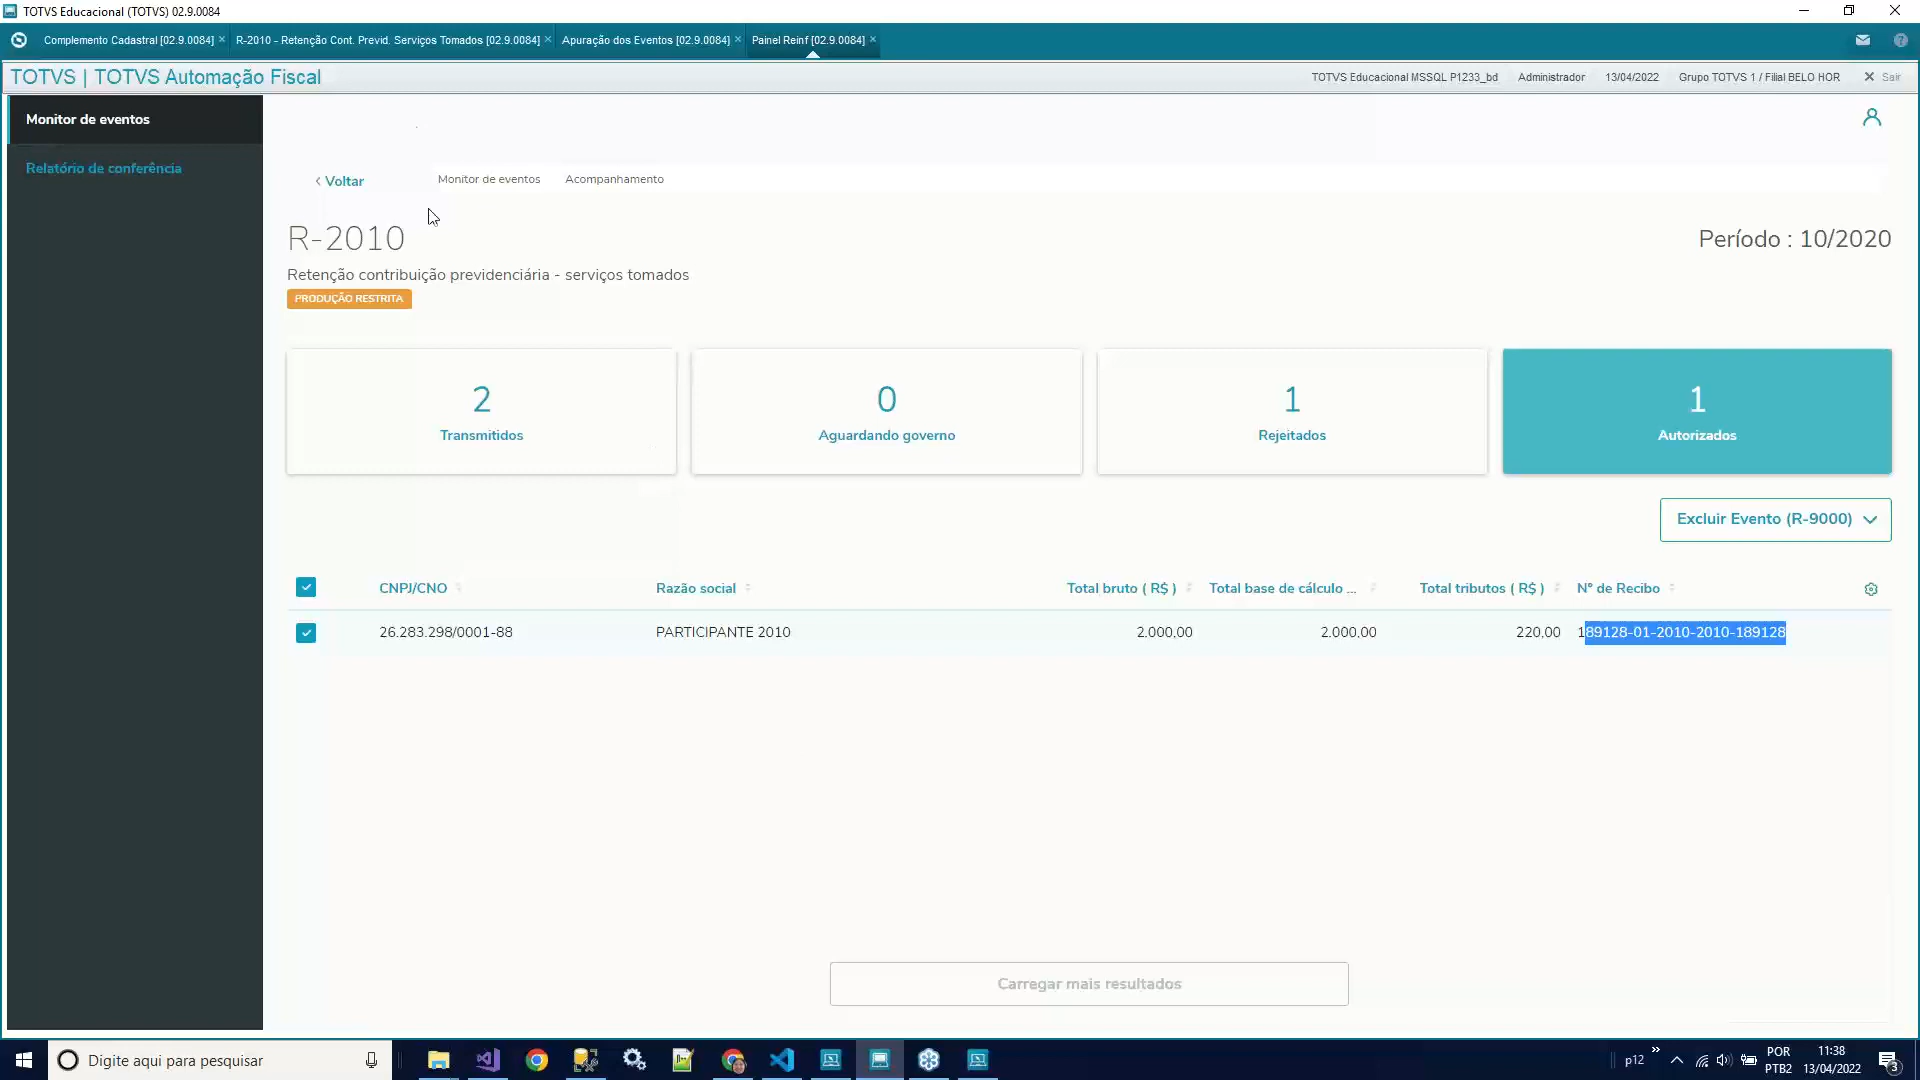 TOTVS Educacional (TOTVS) 02.9.0084
Complemento Cadastral [02.9.0084]
R-2010 - Retenção Cont. Previd. Serviços Tomados [02.9.0084]
Apuração dos Eventos [02.9.0084]
Painel Reinf [02.9.0084]
TOTVS | TOTVS Automação Fiscal
TOTVS Educacional MSSQL P1233_bd
Administrador
13/04/2022
Grupo TOTVS 1 / Filial BELO HOR
Sair
Monitor de eventos
Relatório de conferência
Voltar
Monitor de eventos
Acompanhamento
R-2010
Período : 10/2020
Retenção contribuição previdenciária - serviços tomados
PRODUÇÃO RESTRITA
2
Transmitidos
0
Aguardando governo
1
Rejeitados
1
Autorizados
Excluir Evento (R-9000)
CNPJ/CNO
Razão social
Total bruto ( R$ )
Total base de cálculo ...
Total tributos ( R$ )
Nº de Recibo
26.283.298/0001-88
PARTICIPANTE 2010
2.000,00
2.000,00
220,00
189128-01-2010-2010-189128
Carregar mais resultados
Digite aqui para pesquisar
p12
POR
PTB2
11:38
13/04/2022
3